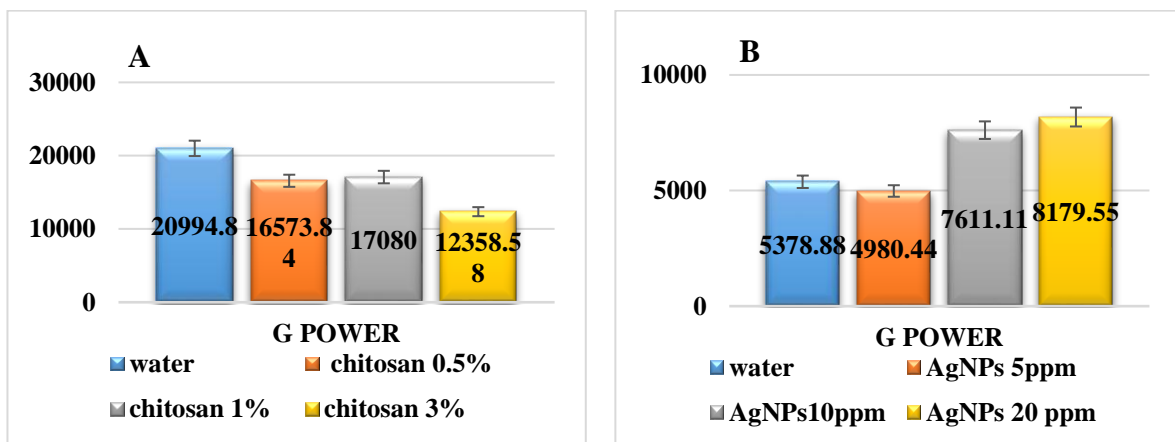 A
30000
20000
10000
0
20994.8
16573.8
4
17080
12358.5
8
G POWER
water
chitosan 0.5%
chitosan 1%
chitosan 3%
B
10000
5000
0
5378.88
4980.44
7611.11
8179.55
G POWER
water
AgNPs 5ppm
AgNPs10ppm
AgNPs 20 ppm